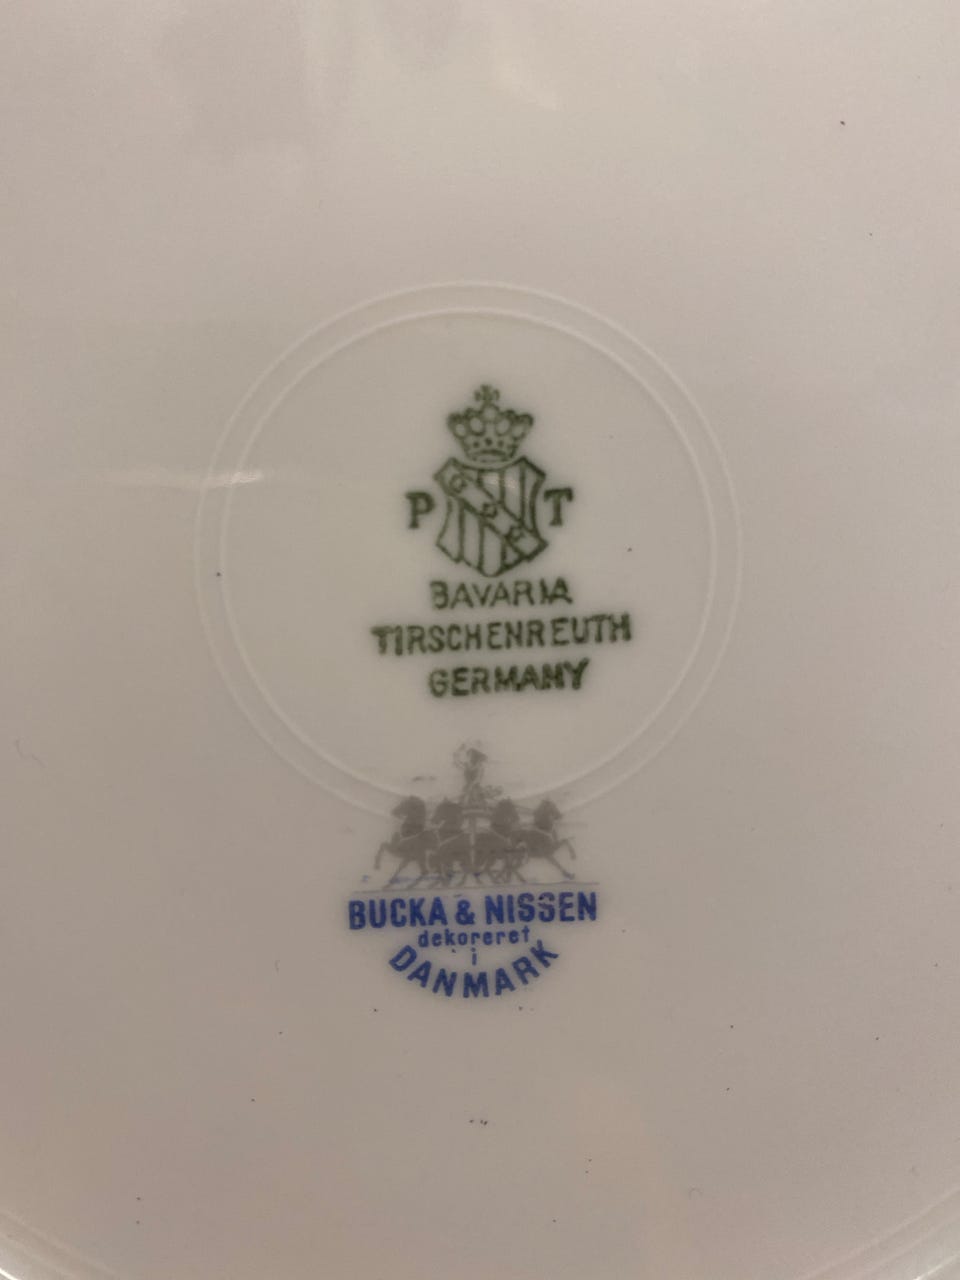 P T
BAVARIA
TIRSCHENREUTH
GERMANY
BUCKA & NISSEN
dekoreret
i
DANMARK